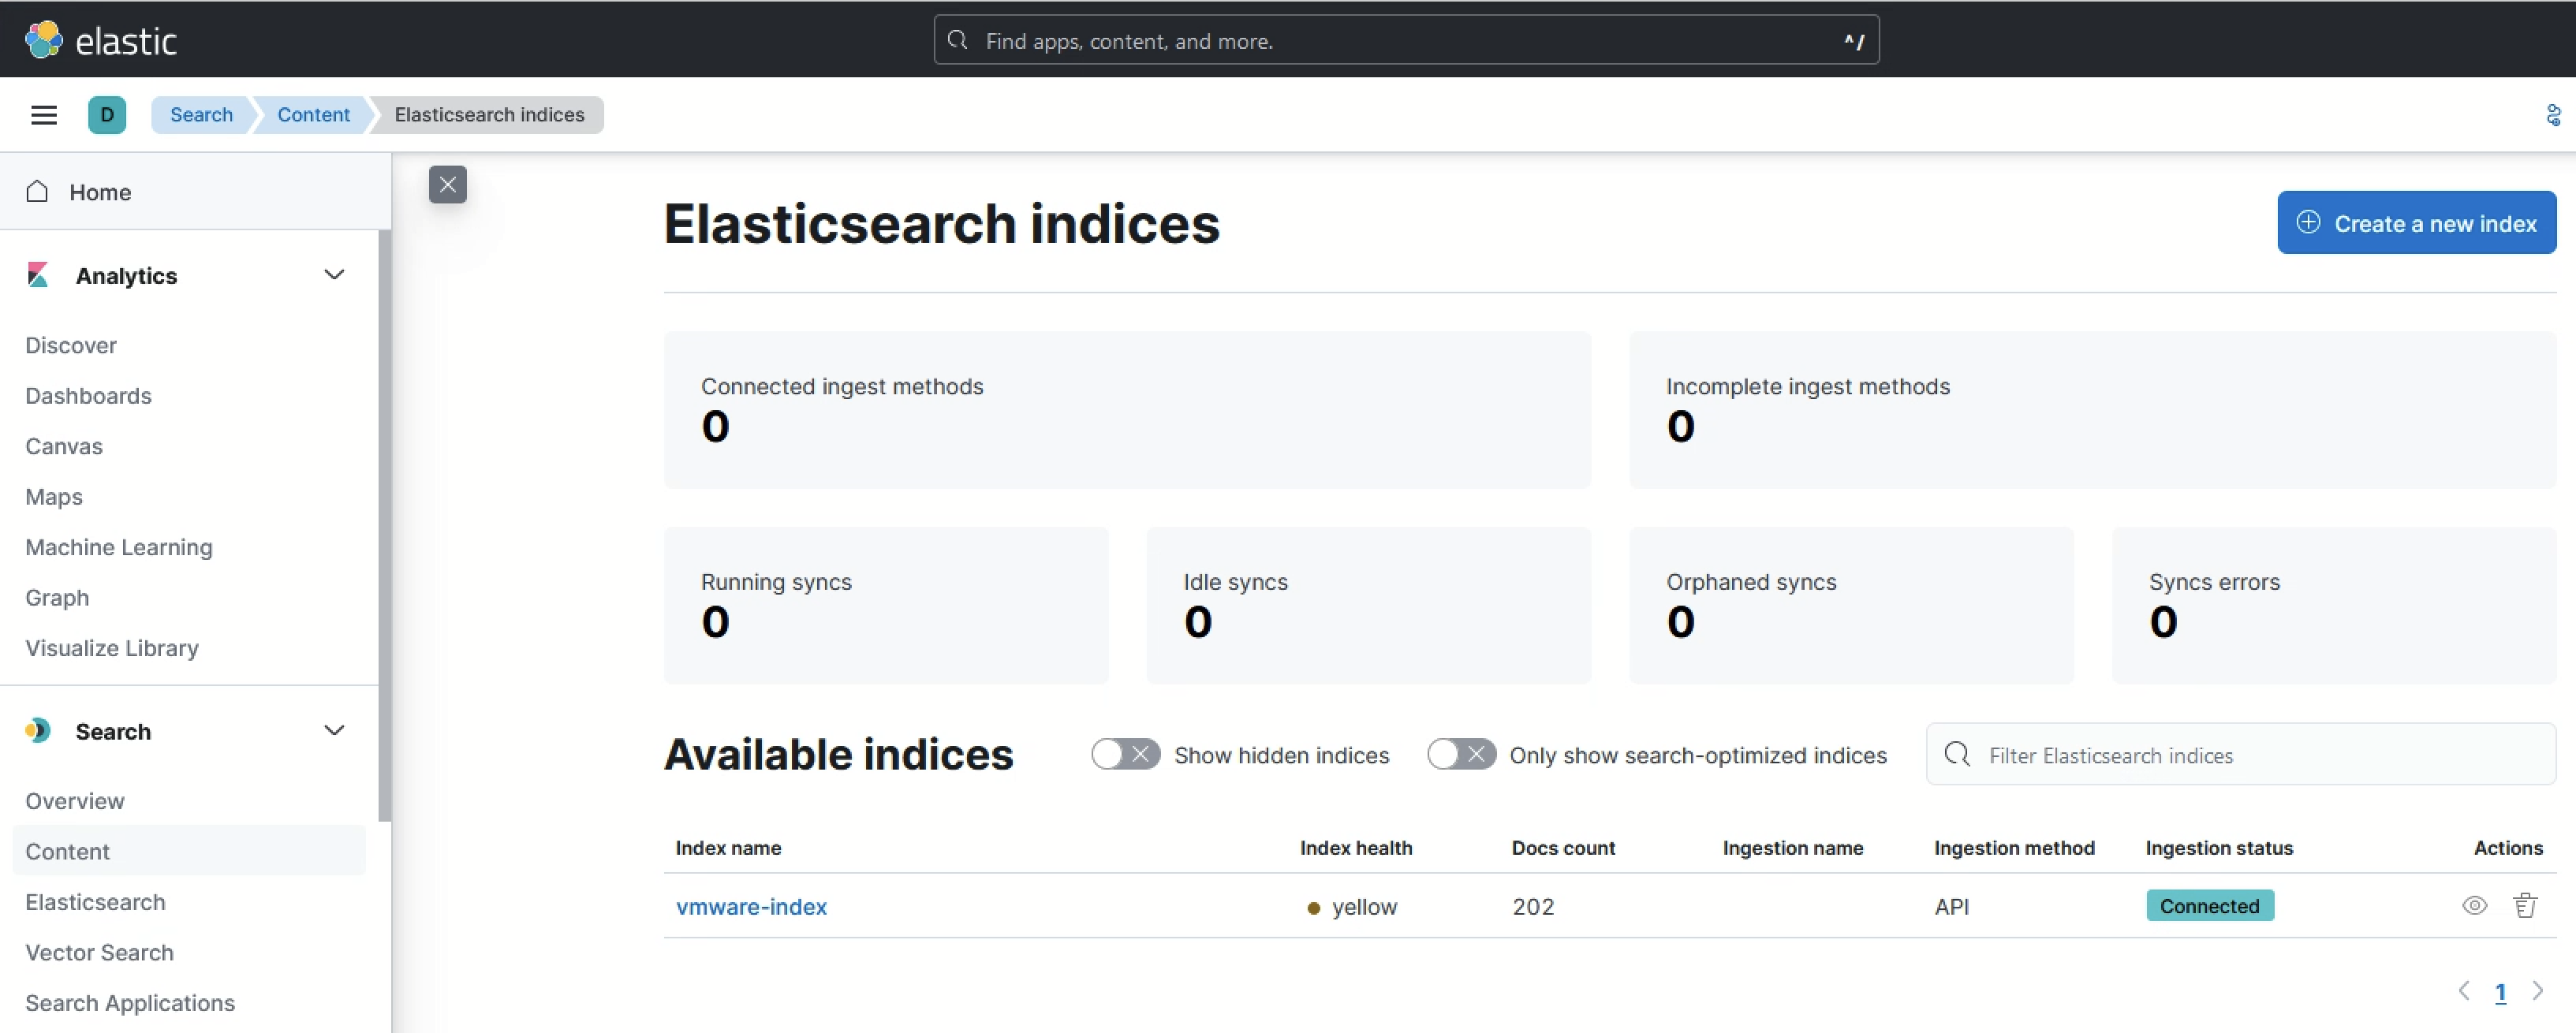 elastic
Find apps, content, and more.
^/
D
Search
Content
Elasticsearch indices
Home
Analytics
Discover
Dashboards
Canvas
Maps
Machine Learning
Graph
Visualize Library
Search
Overview
Content
Elasticsearch
Vector Search
Search Applications
Elasticsearch indices
Create a new index
Connected ingest methods
0
Incomplete ingest methods
0
Running syncs
0
Idle syncs
0
Orphaned syncs
0
Syncs errors
0
Available indices
Show hidden indices
Only show search-optimized indices
Filter Elasticsearch indices
Index name Index health Docs count Ingestion name Ingestion method Ingestion status Actions
vmware-index yellow 202 API Connected
1